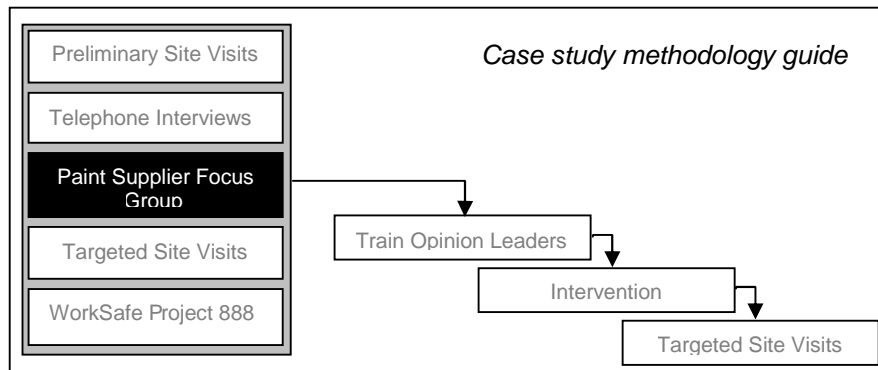 Case study methodology guide
Preliminary Site Visits
Telephone Interviews
Paint Supplier Focus
Group
Targeted Site Visits
WorkSafe Project 888
Train Opinion Leaders
Intervention
Targeted Site Visits